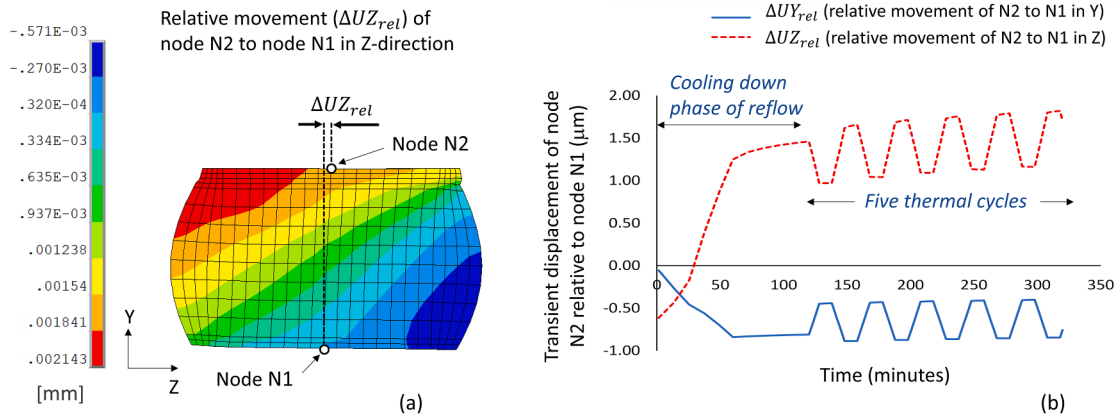 Relative movement (ΔUZ_rel) of
node N2 to node N1 in Z-direction
-.571E-03
-.270E-03
.320E-04
.334E-03
.635E-03
.937E-03
.001238
.00154
.001841
.002143
[mm]
ΔUZ_rel
Node N2
Node N1
Y
Z
(a)
ΔUY_rel (relative movement of N2 to N1 in Y)
ΔUZ_rel (relative movement of N2 to N1 in Z)
Transient displacement of node
N2 relative to node N1 (μm)
2.00
1.50
1.00
0.50
0.00
-0.50
-1.00
Cooling down
phase of reflow
Five thermal cycles
0
50
100
150
200
250
300
350
Time (minutes)
(b)